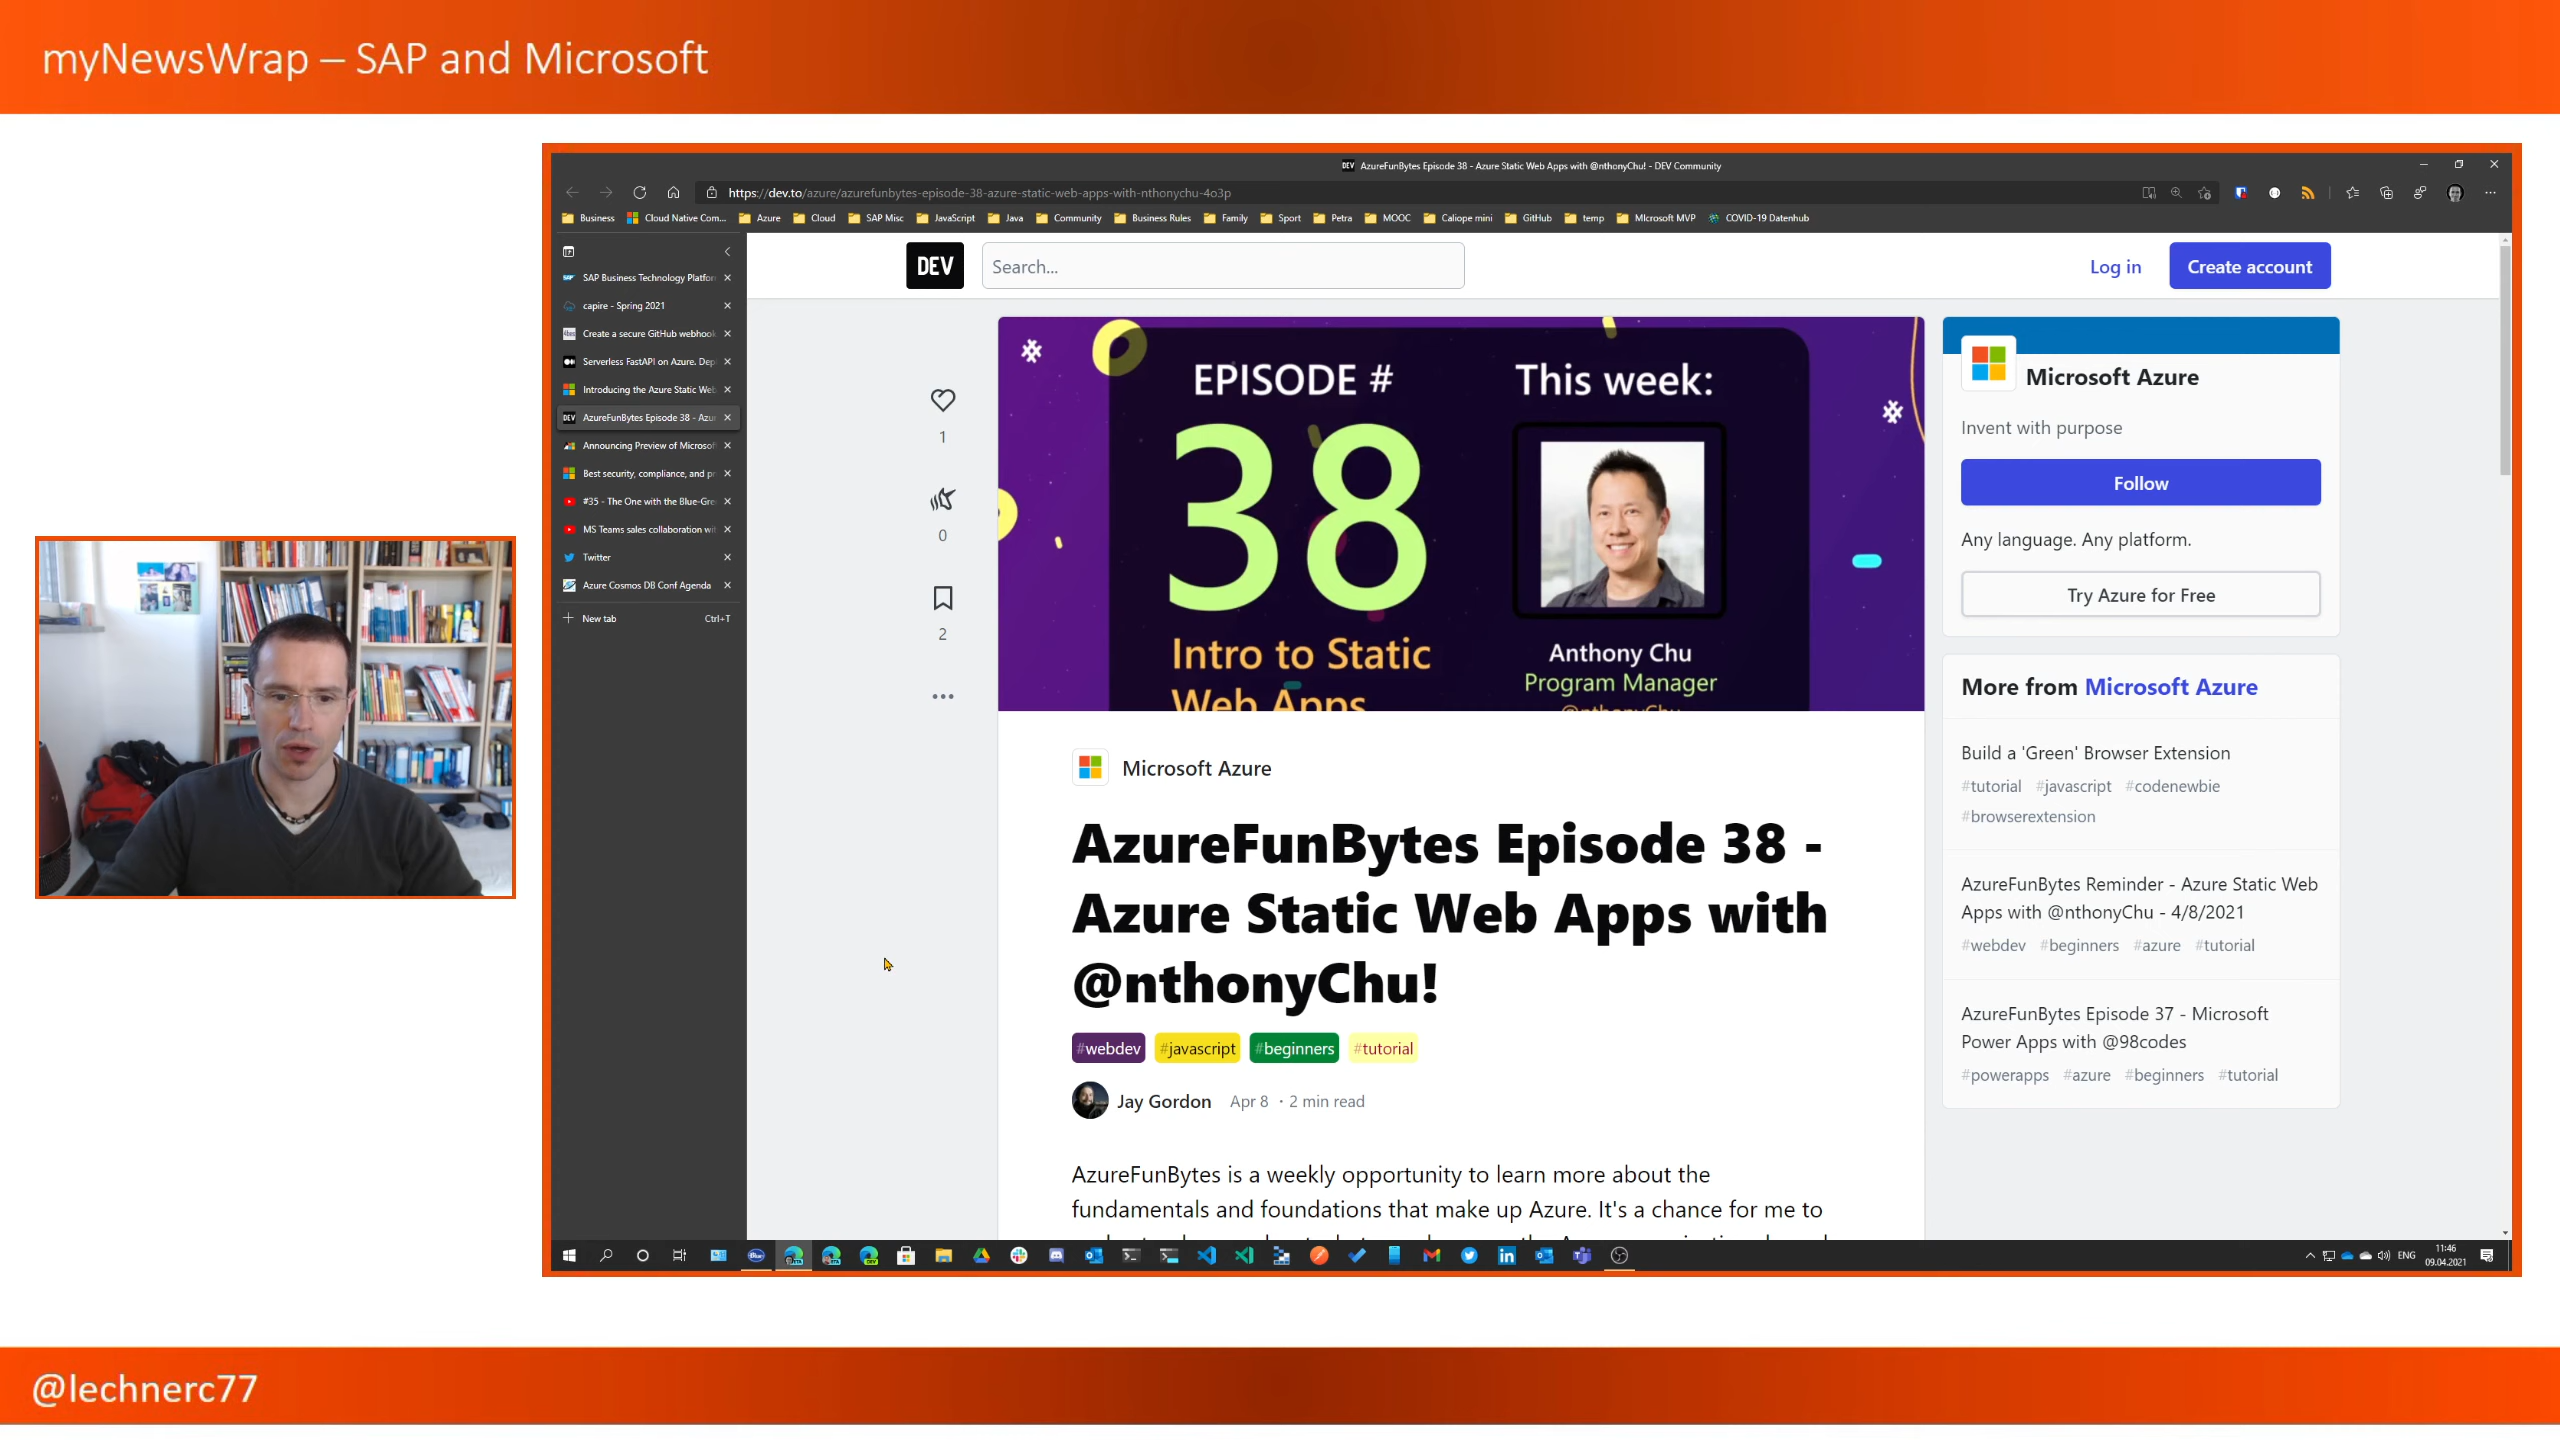 myNewsWrap – SAP and Microsoft
AzureFunBytes Episode 38 - Azure Static Web Apps with @nthonyChu! - DEV Community
https://dev.to/azure/azurefunbytes-episode-38-azure-static-web-apps-with-nthonychu-4o3p
Business Cloud Native Com... Azure Cloud SAP Misc JavaScript Java Community Business Rules Family Sport Petra MOOC Caliope mini GitHub temp Microsoft MVP COVID-19 Datenhub
SAP Business Technology Platfor
capire - Spring 2021
Create a secure GitHub webhook
Serverless FastAPI on Azure. Dep
Introducing the Azure Static Web
DEV AzureFunBytes Episode 38 - Azu
Announcing Preview of Microsof
Best security, compliance, and pr
#35 - The One with the Blue-Gre
MS Teams sales collaboration wi
Twitter
Azure Cosmos DB Conf Agenda
New tab Ctrl+T
DEV
Search...
Log in
Create account
1
0
2
EPISODE #
38
Intro to Static
Web Apps
This week:
Anthony Chu
Program Manager
@nthonyChu
Microsoft Azure
AzureFunBytes Episode 38 -
Azure Static Web Apps with
@nthonyChu!
#webdev #javascript #beginners #tutorial
Jay Gordon Apr 8 · 2 min read
AzureFunBytes is a weekly opportunity to learn more about the
fundamentals and foundations that make up Azure. It's a chance for me to
Microsoft Azure
Invent with purpose
Follow
Any language. Any platform.
Try Azure for Free
More from Microsoft Azure
Build a 'Green' Browser Extension
#tutorial #javascript #codenewbie
#browserextension
AzureFunBytes Reminder - Azure Static Web
Apps with @nthonyChu - 4/8/2021
#webdev #beginners #azure #tutorial
AzureFunBytes Episode 37 - Microsoft
Power Apps with @98codes
#powerapps #azure #beginners #tutorial
ENG
11:46
09.04.2021
@lechnerc77